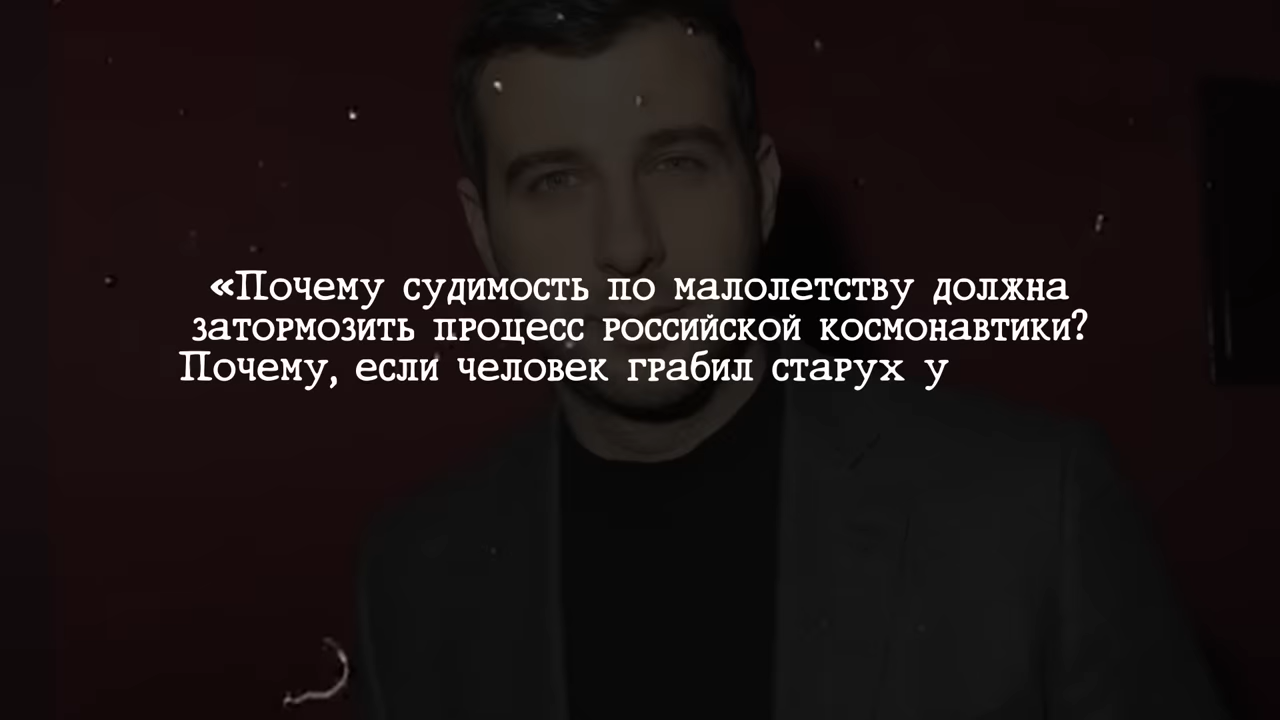 «Почему судимость по малолетству должна
затормозить процесс российской космонавтики?
Почему, если человек грабил старух у